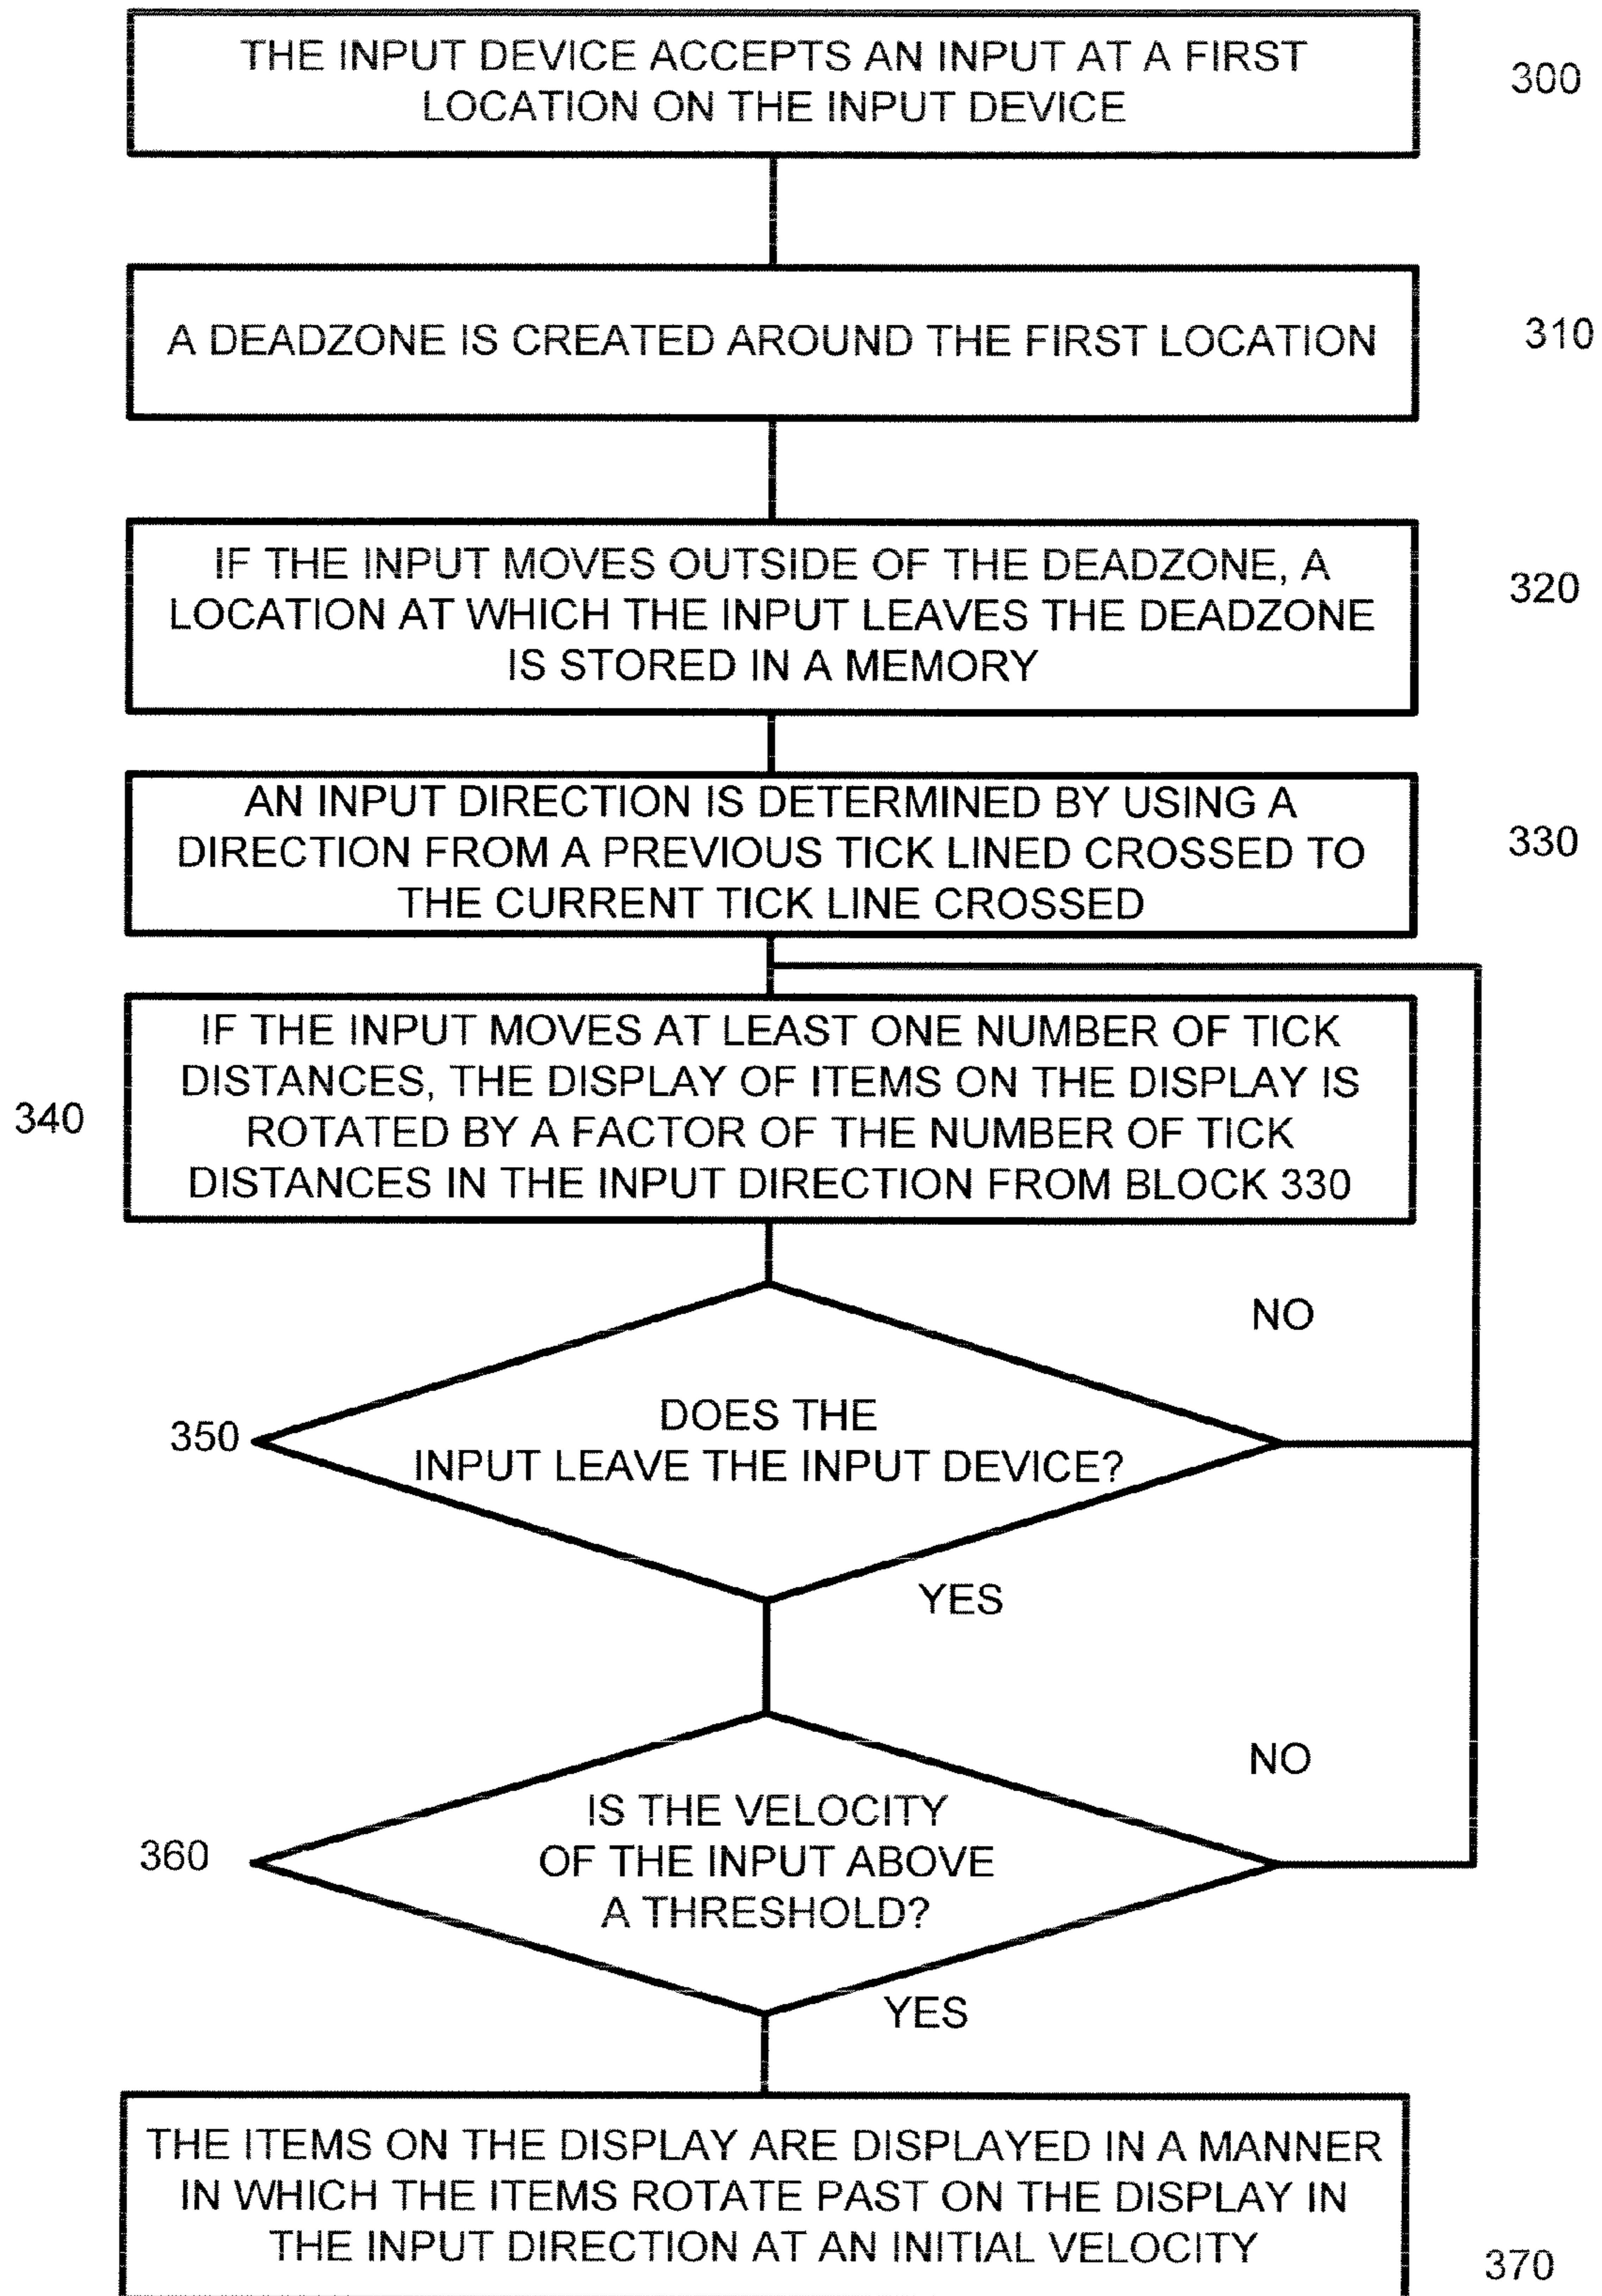 THE INPUT DEVICE ACCEPTS AN INPUT AT A FIRST
LOCATION ON THE INPUT DEVICE
300
A DEADZONE IS CREATED AROUND THE FIRST LOCATION
310
IF THE INPUT MOVES OUTSIDE OF THE DEADZONE, A
LOCATION AT WHICH THE INPUT LEAVES THE DEADZONE
IS STORED IN A MEMORY
320
AN INPUT DIRECTION IS DETERMINED BY USING A
DIRECTION FROM A PREVIOUS TICK LINED CROSSED TO
THE CURRENT TICK LINE CROSSED
330
IF THE INPUT MOVES AT LEAST ONE NUMBER OF TICK
DISTANCES, THE DISPLAY OF ITEMS ON THE DISPLAY IS
ROTATED BY A FACTOR OF THE NUMBER OF TICK
DISTANCES IN THE INPUT DIRECTION FROM BLOCK 330
340
NO
DOES THE
INPUT LEAVE THE INPUT DEVICE?
350
YES
NO
IS THE VELOCITY
OF THE INPUT ABOVE
A THRESHOLD?
360
YES
THE ITEMS ON THE DISPLAY ARE DISPLAYED IN A MANNER
IN WHICH THE ITEMS ROTATE PAST ON THE DISPLAY IN
THE INPUT DIRECTION AT AN INITIAL VELOCITY
370